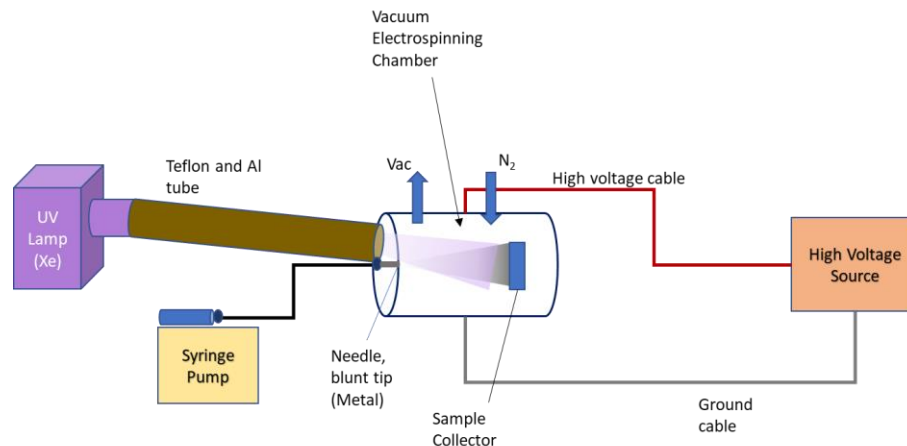 Vacuum
Electrospinning
Chamber
Teflon and Al
tube
Vac
N₂
High voltage cable
UV
Lamp
(Xe)
High Voltage
Source
Syringe
Pump
Needle,
blunt tip
(Metal)
Sample
Collector
Ground
cable